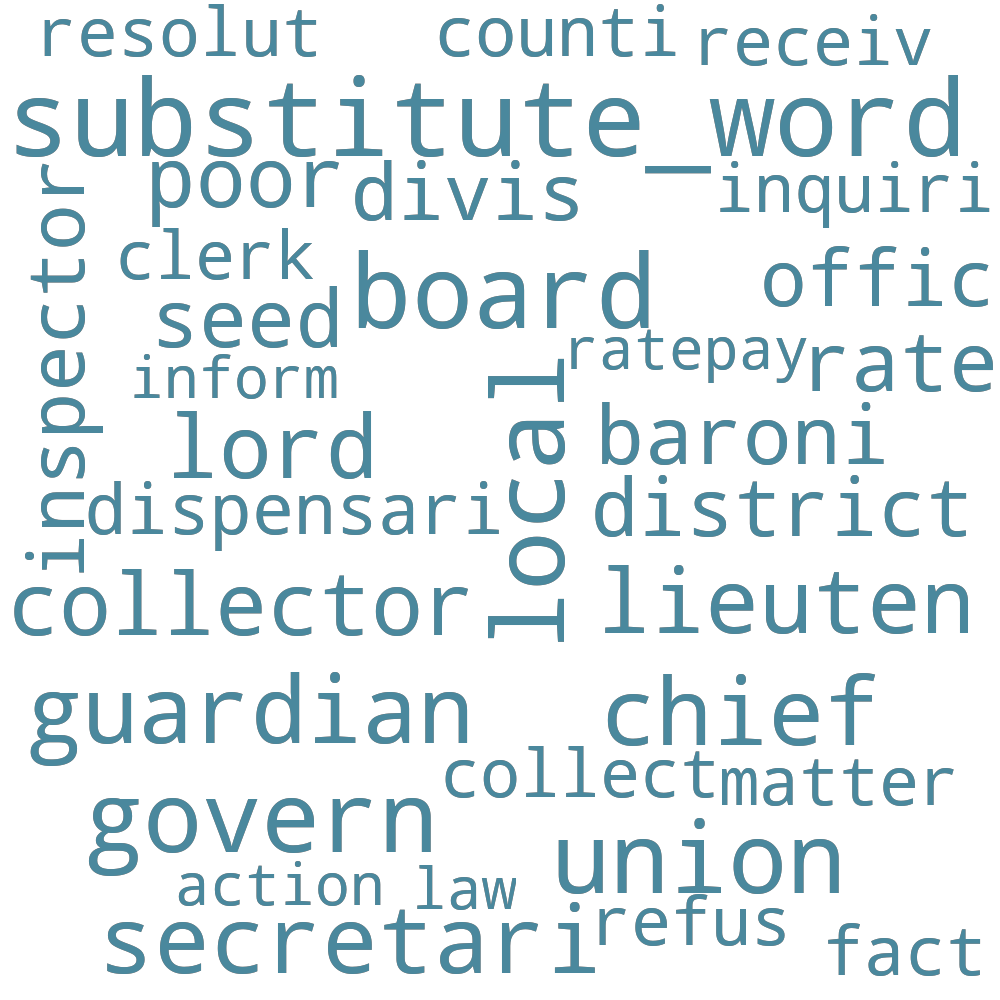 resolut counti receiv
substitute_word
poor divis inquiri
inspector
clerk board offic
seed
ratepay rate
inform
local
lord baroni
dispensari district
collector lieuten
guardian chief
collect matter
govern union
action law
secretari refus fact